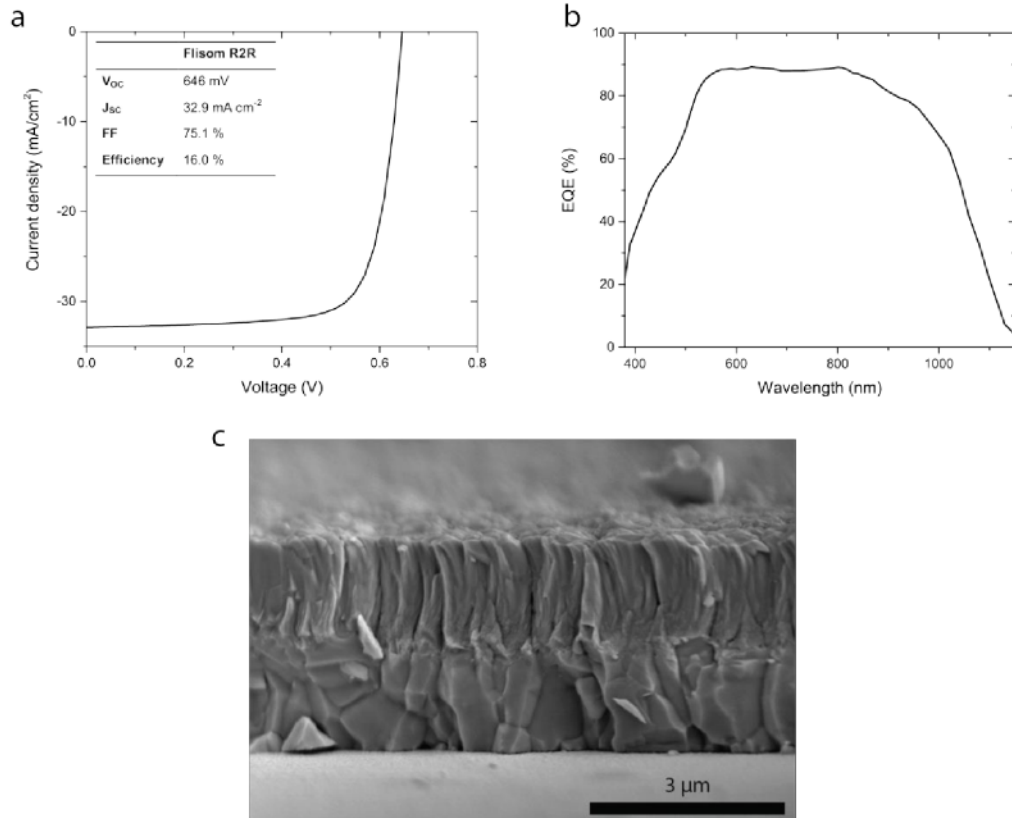 a
Flisom R2R
V_OC 646 mV
J_SC 32.9 mA cm⁻²
FF 75.1 %
Efficiency 16.0 %
0
-10
-20
-30
0.0 0.2 0.4 0.6 0.8
Current density (mA/cm²)
Voltage (V)
b
100
80
60
40
20
0
400 600 800 1000
EQE (%)
Wavelength (nm)
c
3 μm